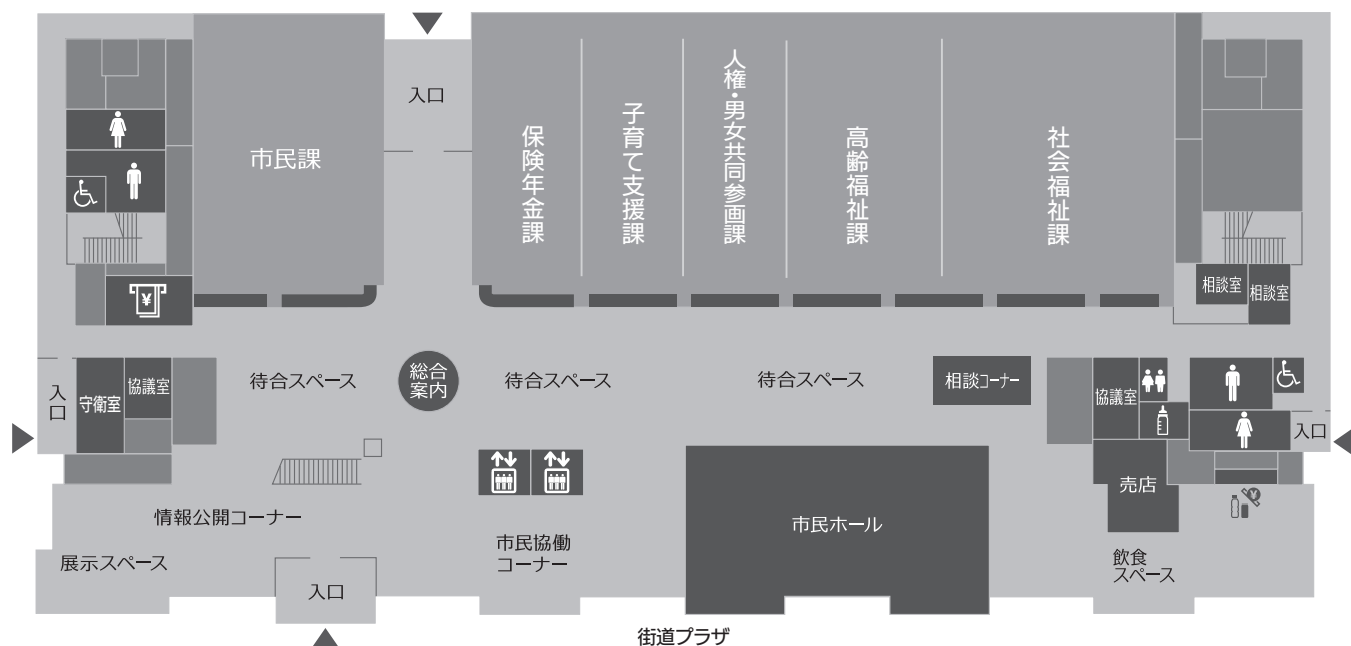 入口
市民課
保険年金課
子育て支援課
人権・男女共同参画課
高齢福祉課
社会福祉課
相談室
相談室
¥
入口
守衛室
協議室
待合スペース
総合
案内
待合スペース
待合スペース
相談コーナー
協議室
入口
売店
¥
情報公開コーナー
展示スペース
入口
市民協働
コーナー
市民ホール
飲食
スペース
街道プラザ